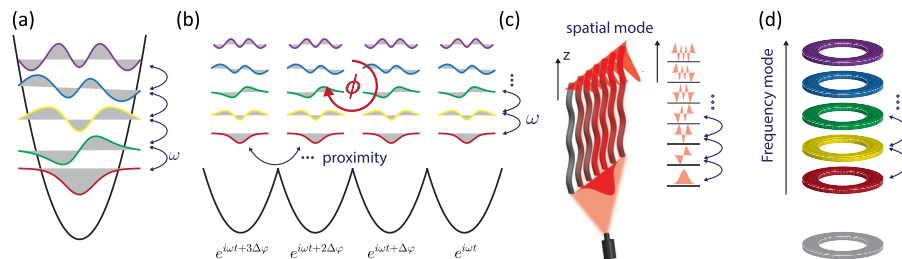 (a)
ω
(b)
ϕ
ω
proximity
e^{iωt+3Δφ}
e^{iωt+2Δφ}
e^{iωt+Δφ}
e^{iωt}
(c)
spatial mode
z
(d)
Frequency mode